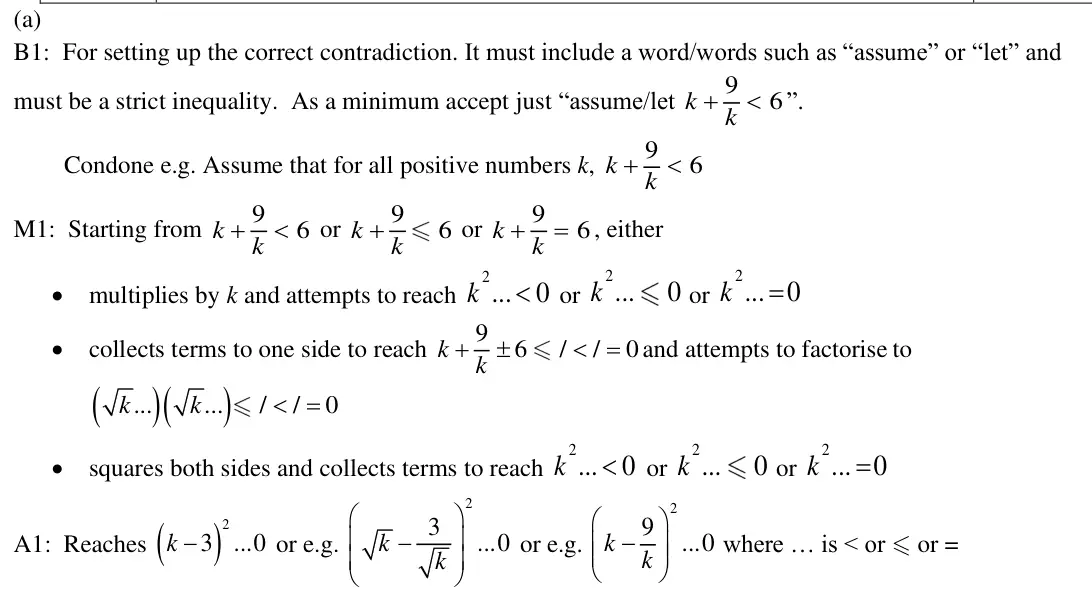 (a)
B1: For setting up the correct contradiction. It must include a word/words such as “assume” or “let” and
must be a strict inequality. As a minimum accept just “assume/let k + 9/k < 6”.
Condone e.g. Assume that for all positive numbers k, k + 9/k < 6
M1: Starting from k + 9/k < 6 or k + 9/k ⩽ 6 or k + 9/k = 6, either
• multiplies by k and attempts to reach k² ... < 0 or k² ... ⩽ 0 or k² ... = 0
• collects terms to one side to reach k + 9/k ± 6 ⩽ / < / = 0 and attempts to factorise to
(√k ...)(√k ...) ⩽ / < / = 0
• squares both sides and collects terms to reach k² ... < 0 or k² ... ⩽ 0 or k² ... = 0
A1: Reaches (k − 3)² ...0 or e.g. (√k − 3/√k)² ...0 or e.g. (k − 9/k)² ...0 where … is < or ⩽ or =